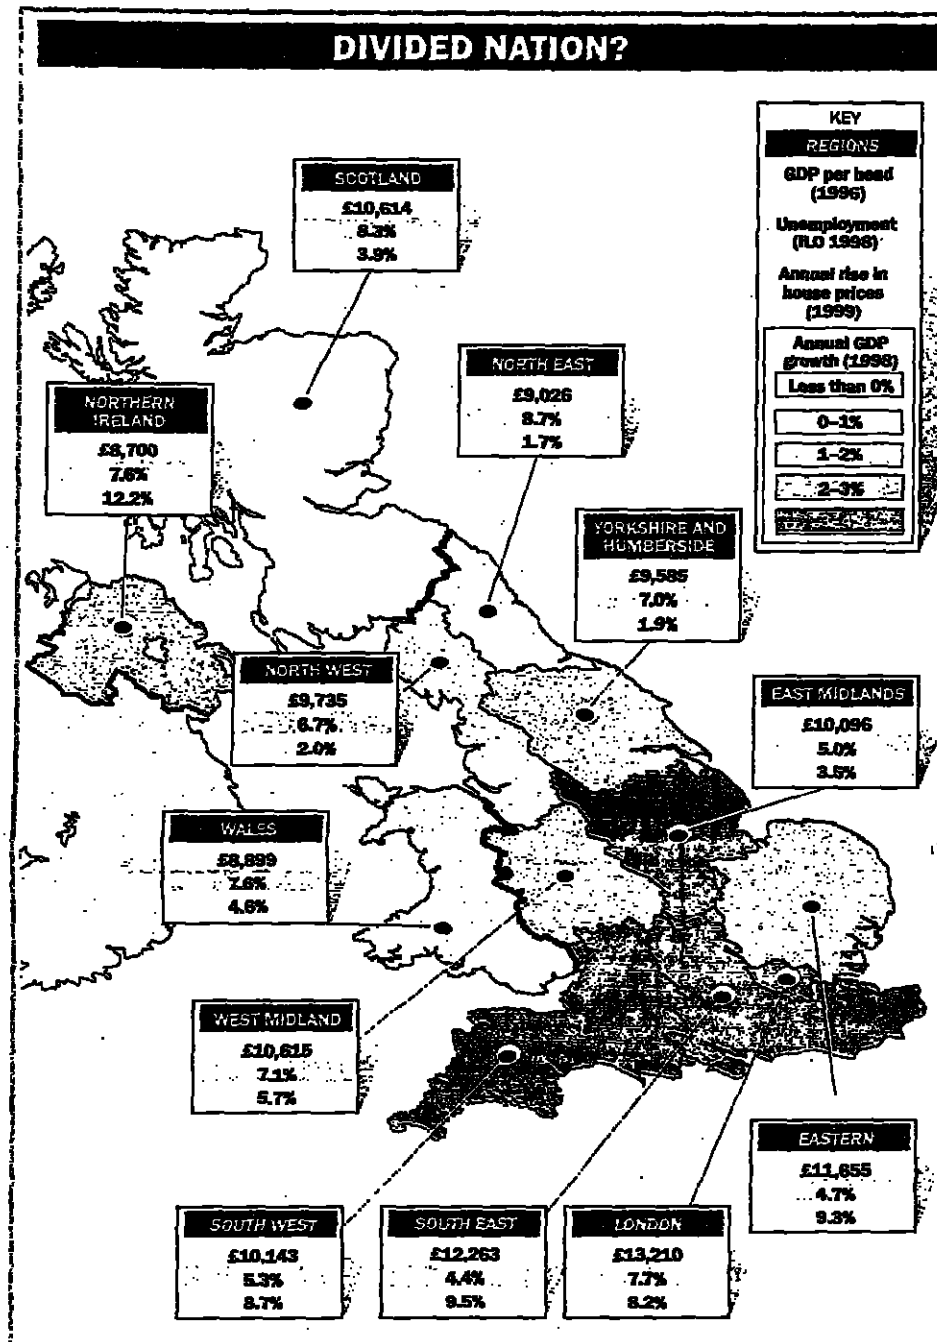 DIVIDED NATION?
KEY
REGIONS
GDP per head
(1996)
Unemployment
(ILO 1998)
Annual rise in
house prices
(1999)
Annual GDP
growth (1998)
Less than 0%
0–1%
1–2%
2–3%
SCOTLAND
£10,614
8.3%
3.9%
NORTH EAST
£9,026
8.7%
1.7%
NORTHERN
IRELAND
£8,700
7.6%
12.2%
YORKSHIRE AND
HUMBERSIDE
£9,585
7.0%
1.9%
NORTH WEST
£9,735
6.7%
2.0%
EAST MIDLANDS
£10,096
5.0%
3.5%
WALES
£8,899
7.6%
4.6%
WEST MIDLAND
£10,615
7.1%
5.7%
EASTERN
£11,655
4.7%
9.3%
SOUTH WEST
£10,143
5.3%
8.7%
SOUTH EAST
£12,263
4.4%
9.5%
LONDON
£13,210
7.7%
8.2%